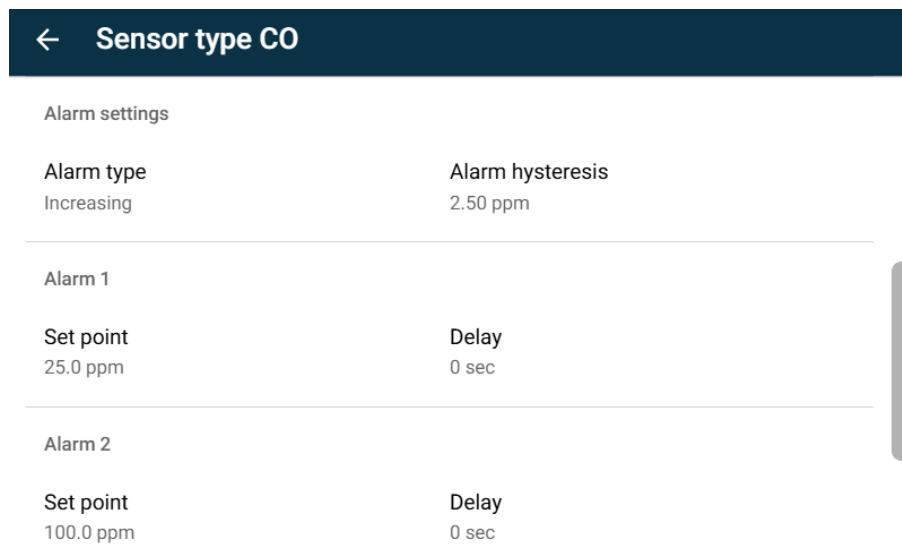 Sensor type CO
Alarm settings
Alarm type
Alarm hysteresis
Increasing
2.50 ppm
Alarm 1
Set point
Delay
25.0 ppm
0 sec
Alarm 2
Set point
Delay
100.0 ppm
0 sec